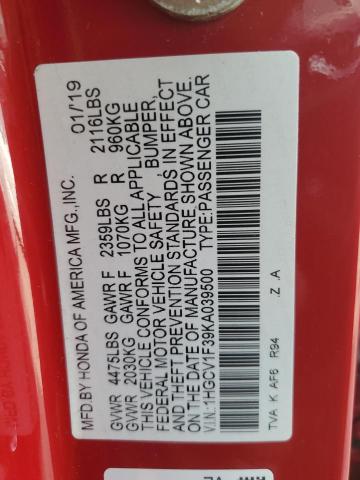 MFD.BY HONDA OF AMERICA MFG.,INC. 01/'19
GVWR 4475LBS GAWR F 2359LBS R 2116LBS
GVWR 2030KG GAWR F 1070KG R 960KG
THIS VEHICLE CONFORMS TO ALL APPLICABLE
FEDERAL MOTOR VEHICLE SAFETY, BUMPER,
AND THEFT PREVENTION STANDARDS IN EFFECT
ON THE DATE OF MANUFACTURE SHOWN ABOVE.
V.I.N: 1HGCV1F39KA039500 TYPE:PASSENGER CAR
Z .A
TVA K AF6 R94